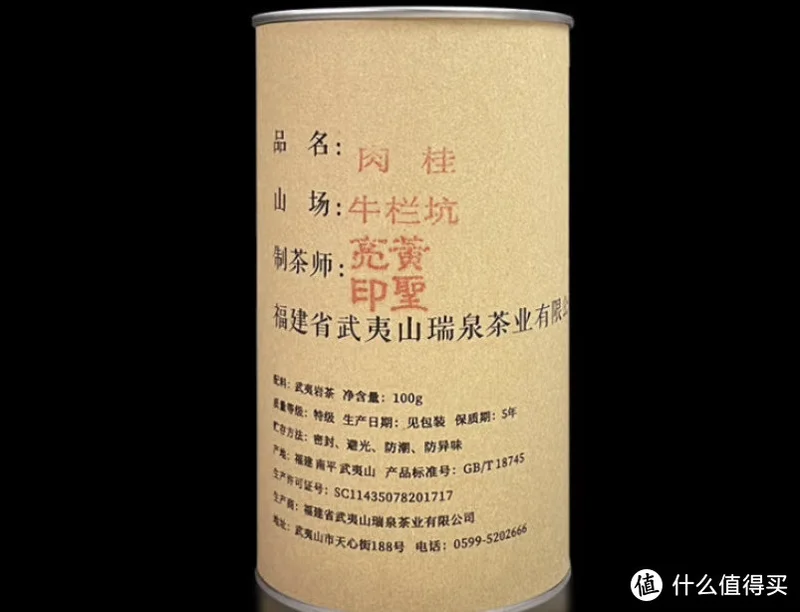 品 名：肉 桂
山 场：牛栏坑
制茶师：黄聖亮印
福建省武夷山瑞泉茶业有限公
配料：武夷岩茶 净含量：100g
质量等级：特级 生产日期：见包装 保质期：5年
贮存方法：密封、避光、防潮、防异味
产地：福建南平武夷山 产品标准号：GB/T 18745
生产许可证号：SC11435078201717
生产商：福建省武夷山瑞泉茶业有限公司
地址：武夷山市天心街188号 电话：0599-5202666
值 什么值得买